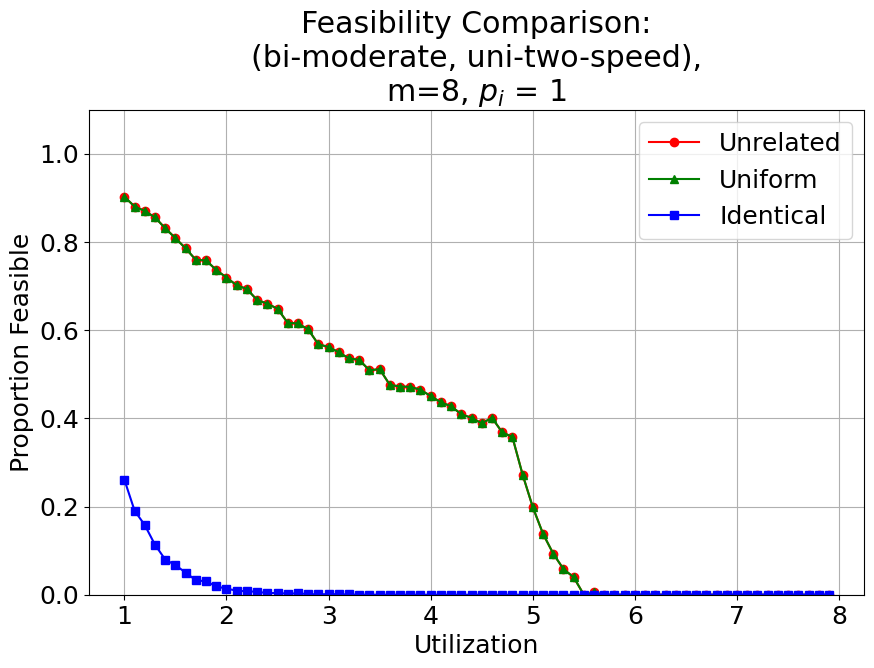 Feasibility Comparison:
(bi-moderate, uni-two-speed),
m=8, $p_i$ = 1
Unrelated
Uniform
Identical
Proportion Feasible
1.0
0.8
0.6
0.4
0.2
0.0
1 2 3 4 5 6 7 8
Utilization